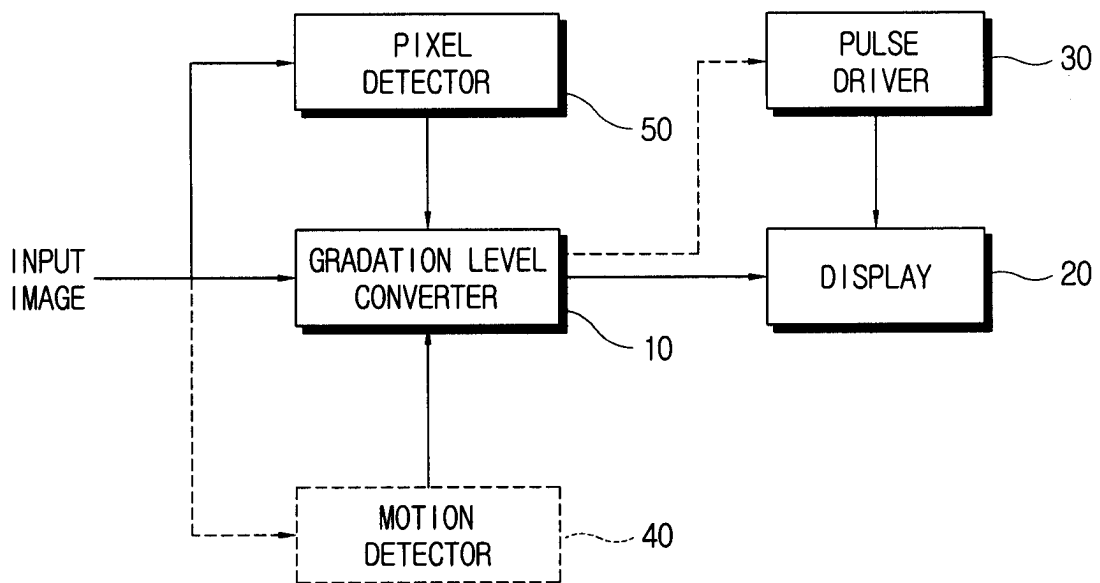 PIXEL
DETECTOR
50
PULSE
DRIVER
30
INPUT
IMAGE
GRADATION LEVEL
CONVERTER
10
DISPLAY
20
MOTION
DETECTOR
40